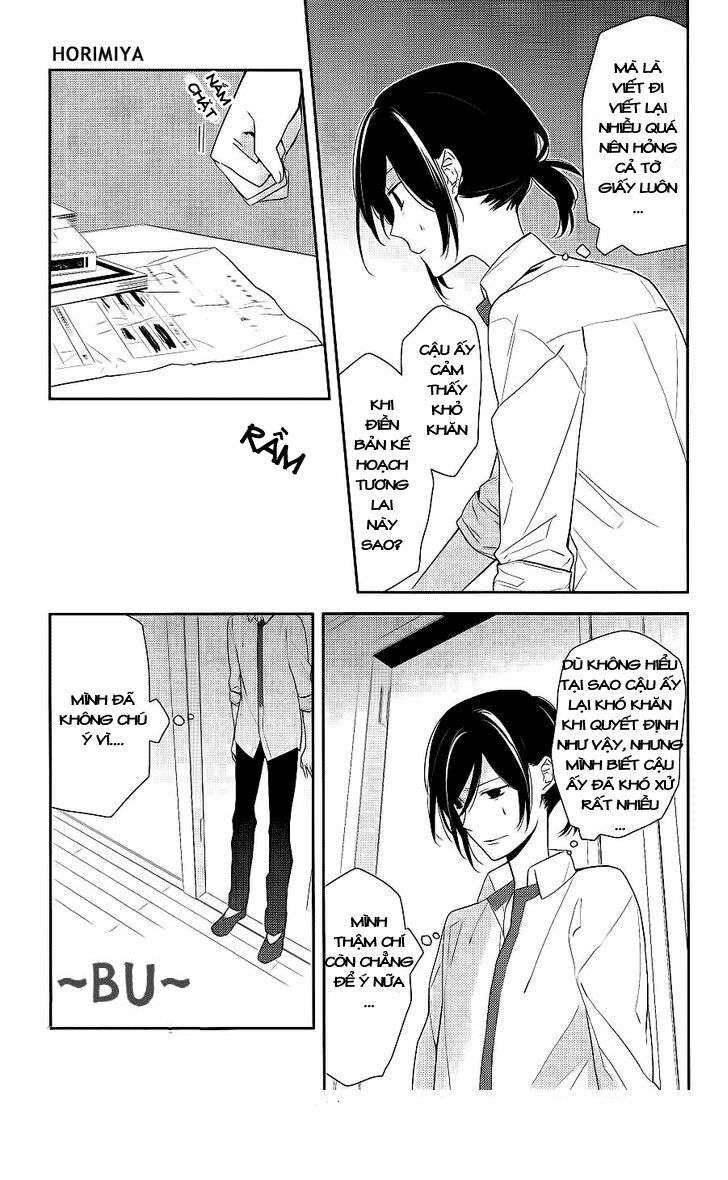 HORIMIYA
MÀ LÀ
VIẾT ĐI
VIẾT LẠI
NHIỀU QUÁ
NÊN HỎNG
CẢ TỜ
GIẤY LUÔN
...
NẮM
CHẶT
CẬU ẤY
CẢM
THẤY
KHÓ
KHĂN
KHI
ĐIỀN
BẢN KẾ
HOẠCH
TƯƠNG
LAI
NÀY
SAO?
RẦM
DÙ KHÔNG HIỂU
TẠI SAO CẬU ẤY
LẠI KHÓ KHĂN
KHI QUYẾT ĐỊNH
NHƯ VẬY, NHƯNG
MÌNH BIẾT CẬU
ẤY ĐÃ KHÓ XỬ
RẤT NHIỀU
...
MÌNH
THẬM CHÍ
CÒN CHẲNG
ĐỂ Ý NỮA
...
MÌNH ĐÃ
KHÔNG CHÚ
Ý VÌ....
~BU~